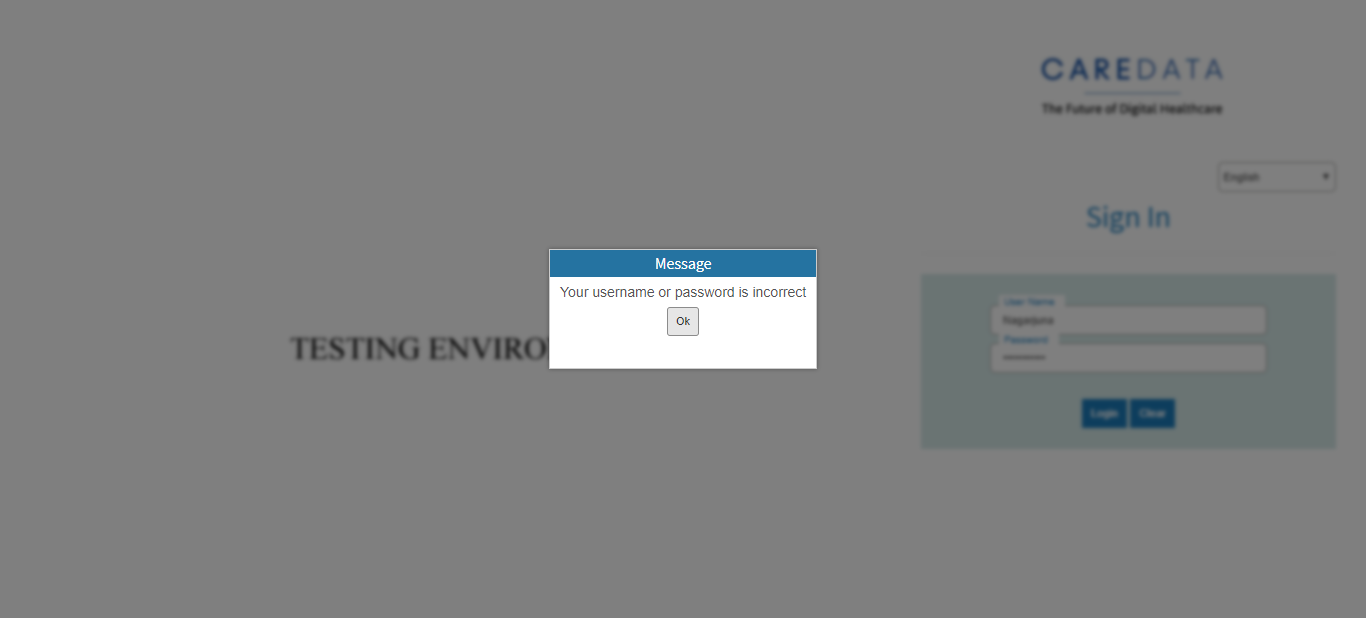 CAREDATA
The Future of Digital Healthcare
English
Sign In
Message
Your username or password is incorrect
Ok
TESTING ENVIRO
User Name
Nagarjuna
Password
Login Clear